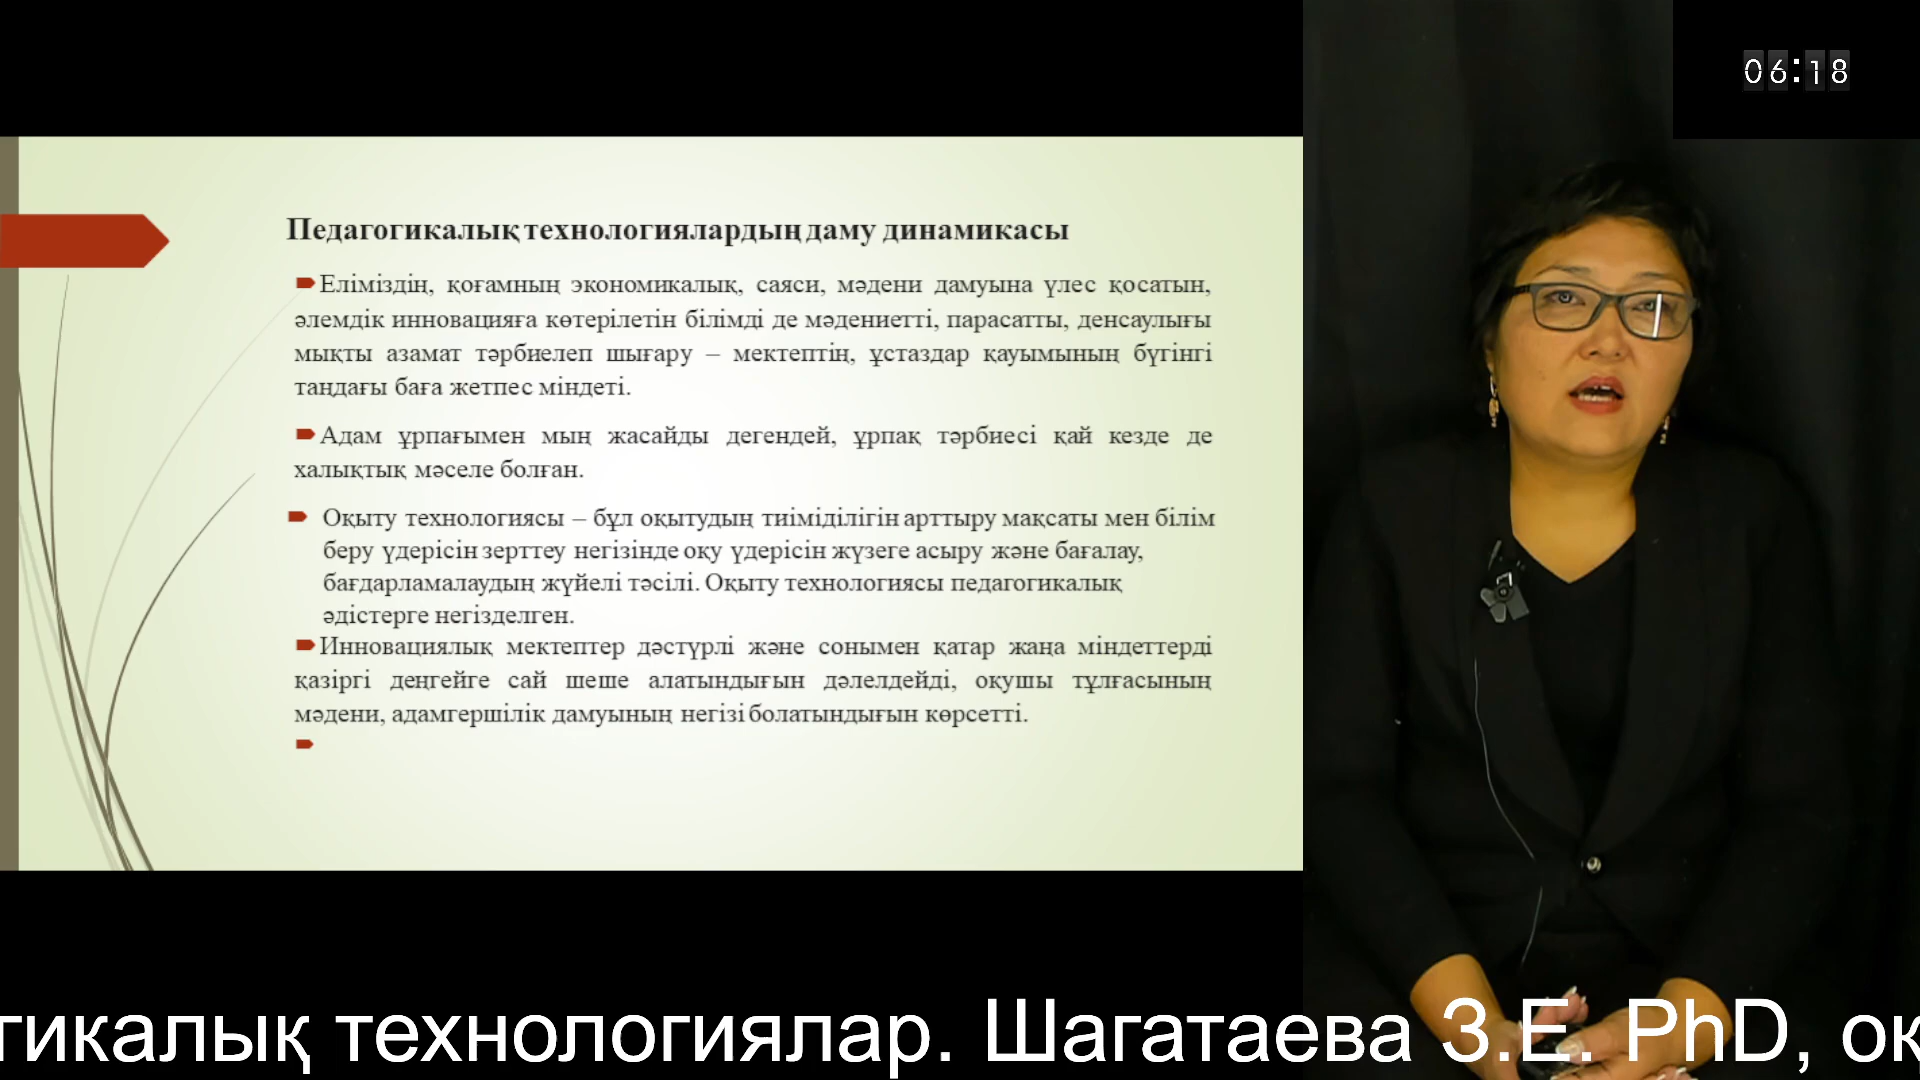 06:18
Педагогикалық технологиялардың даму динамикасы
Еліміздің, қоғамның экономикалық, саяси, мәдени дамуына үлес қосатын,
әлемдік инновацияға көтерілетін білімді де мәдениетті, парасатты, денсаулығы
мықты азамат тәрбиелеп шығару – мектептің, ұстаздар қауымының бүгінгі
таңдағы баға жетпес міндеті.
Адам ұрпағымен мың жасайды дегендей, ұрпақ тәрбиесі қай кезде де
халықтық мәселе болған.
Оқыту технологиясы – бұл оқытудың тиіміділігін арттыру мақсаты мен білім
беру үдерісін зерттеу негізінде оқу үдерісін жүзеге асыру және бағалау,
бағдарламалаудың жүйелі тәсілі. Оқыту технологиясы педагогикалық
әдістерге негізделген.
Инновациялық мектептер дәстүрлі және сонымен қатар жаңа міндеттерді
қазіргі деңгейге сай шеше алатындығын дәлелдейді, оқушы тұлғасының
мәдени, адамгершілік дамуының негізі болатындығын көрсетті.
гикалық технологиялар. Шагатаева З.Е. PhD, оқ